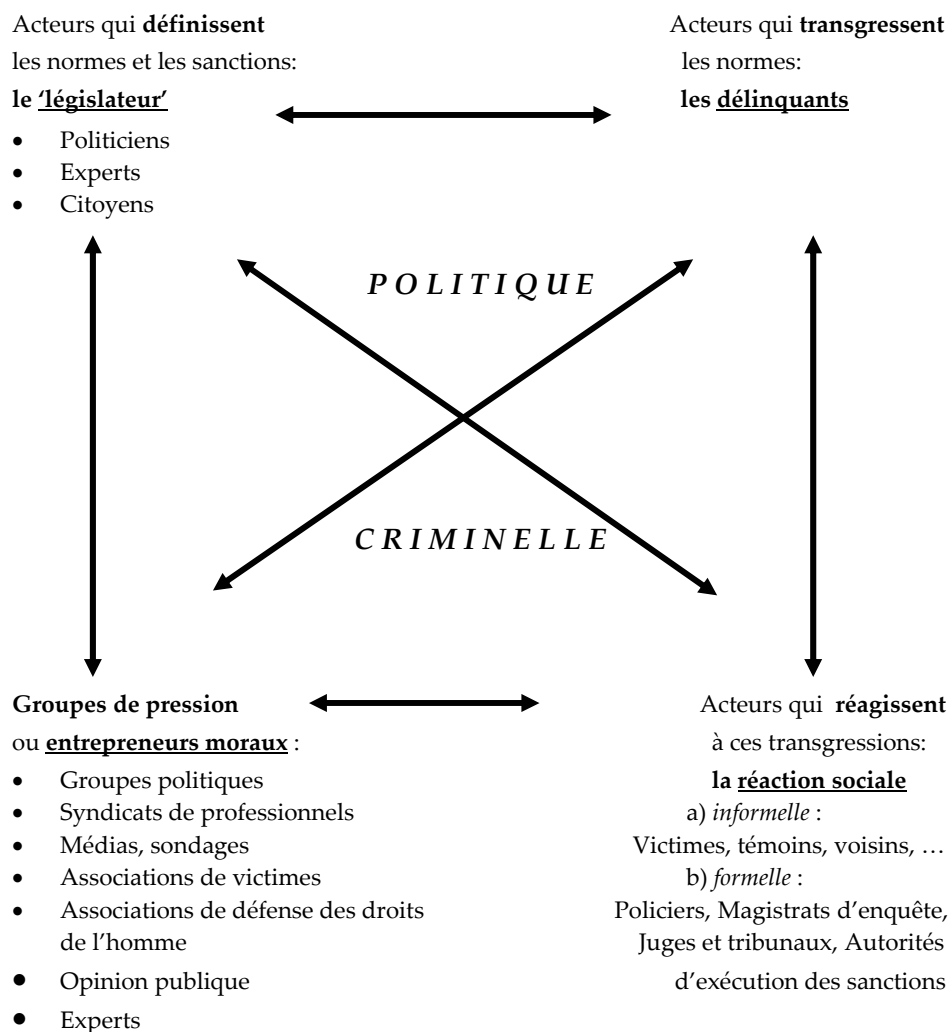 Acteurs qui définissent
les normes et les sanctions:
le ‘législateur’
• Politiciens
• Experts
• Citoyens
Acteurs qui transgressent
les normes:
les délinquants
POLITIQUE
CRIMINELLE
Groupes de pression
ou entrepreneurs moraux :
• Groupes politiques
• Syndicats de professionnels
• Médias, sondages
• Associations de victimes
• Associations de défense des droits
de l’homme
• Opinion publique
• Experts
Acteurs qui réagissent
à ces transgressions:
la réaction sociale
a) informelle :
Victimes, témoins, voisins, …
b) formelle :
Policiers, Magistrats d’enquête,
Juges et tribunaux, Autorités
d’exécution des sanctions